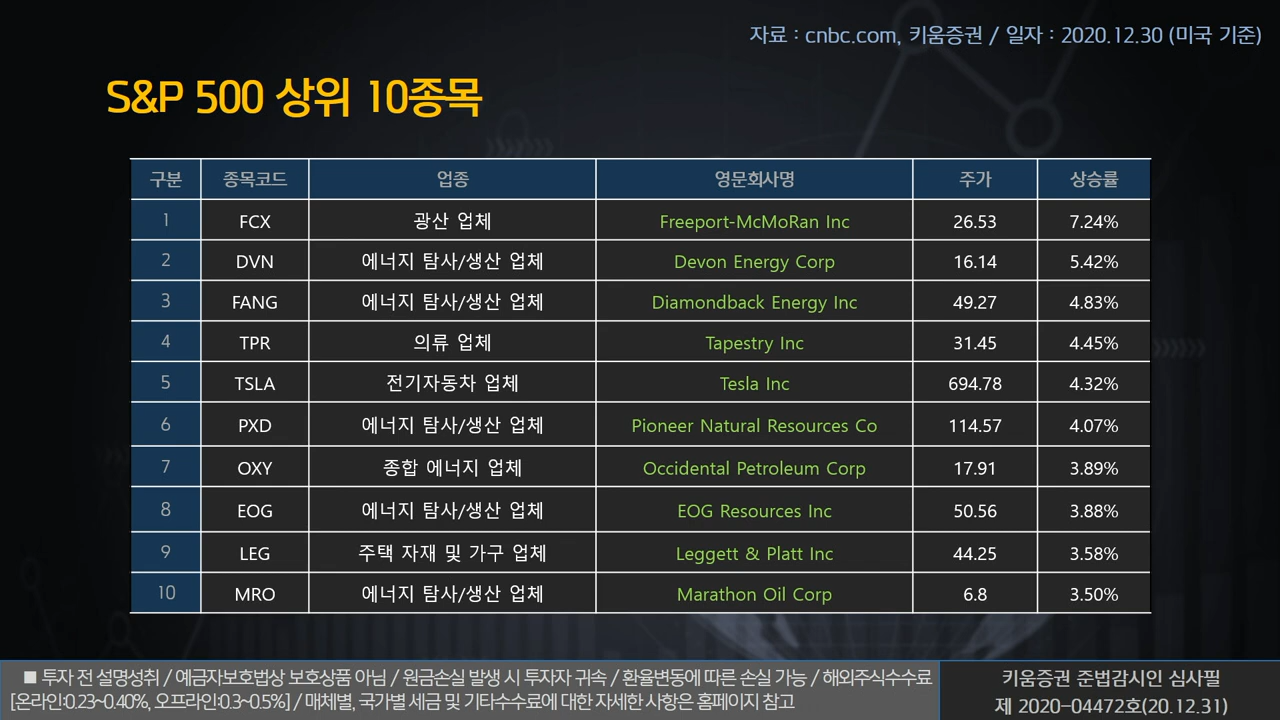 자료 : cnbc.com, 키움증권 / 일자 : 2020.12.30 (미국 기준)
S&P 500 상위 10종목
구분 종목코드 업종 영문회사명 주가 상승률
1 FCX 광산 업체 Freeport-McMoRan Inc 26.53 7.24%
2 DVN 에너지 탐사/생산 업체 Devon Energy Corp 16.14 5.42%
3 FANG 에너지 탐사/생산 업체 Diamondback Energy Inc 49.27 4.83%
4 TPR 의류 업체 Tapestry Inc 31.45 4.45%
5 TSLA 전기자동차 업체 Tesla Inc 694.78 4.32%
6 PXD 에너지 탐사/생산 업체 Pioneer Natural Resources Co 114.57 4.07%
7 OXY 종합 에너지 업체 Occidental Petroleum Corp 17.91 3.89%
8 EOG 에너지 탐사/생산 업체 EOG Resources Inc 50.56 3.88%
9 LEG 주택 자재 및 가구 업체 Leggett & Platt Inc 44.25 3.58%
10 MRO 에너지 탐사/생산 업체 Marathon Oil Corp 6.8 3.50%
■ 투자 전 설명성취 / 예금자보호법상 보호상품 아님 / 원금손실 발생 시 투자자 귀속 / 환율변동에 따른 손실 가능 / 해외주식수수료
[온라인:0.23~0.40%, 오프라인:0.3~0.5%] / 매체별, 국가별 세금 및 기타수수료에 대한 자세한 사항은 홈페이지 참고
키움증권 준법감시인 심사필
제 2020-04472호(20.12.31)